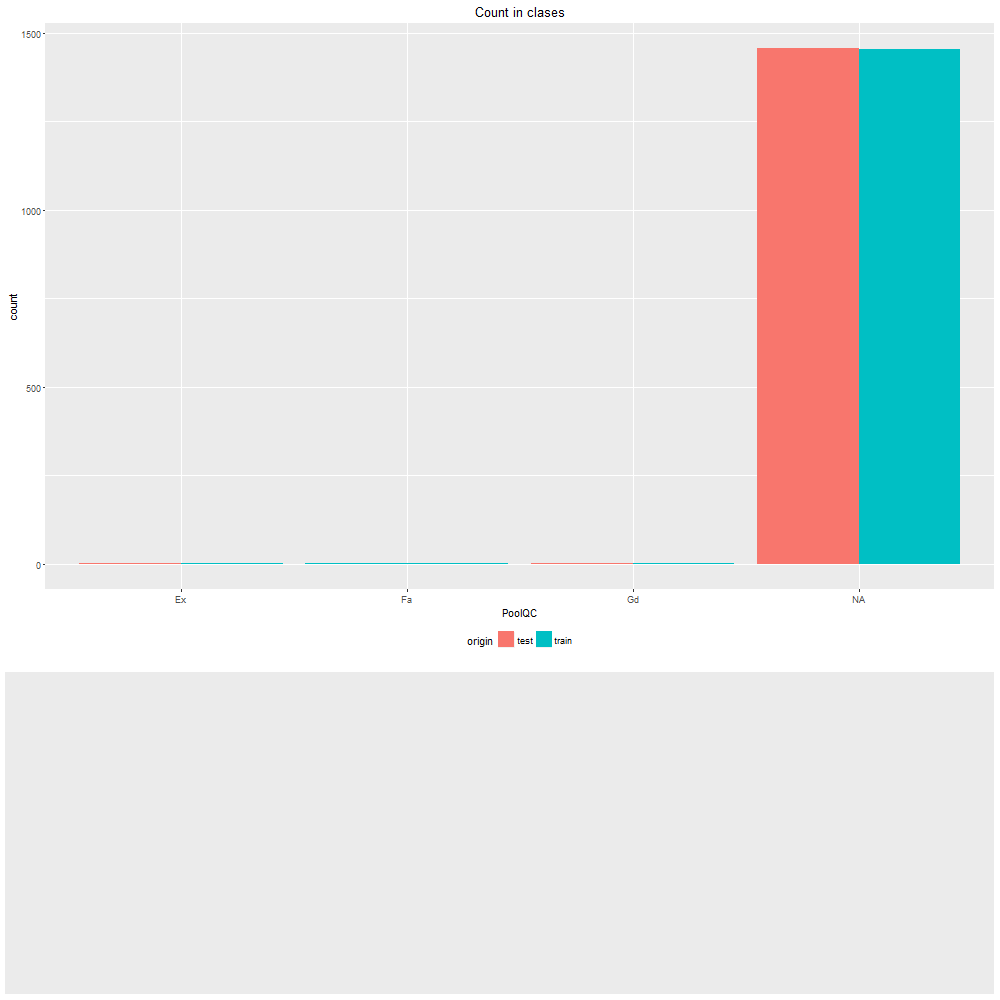 Count in clases
1500
1000
500
0
count
Ex Fa Gd NA
PoolQC
origin test train